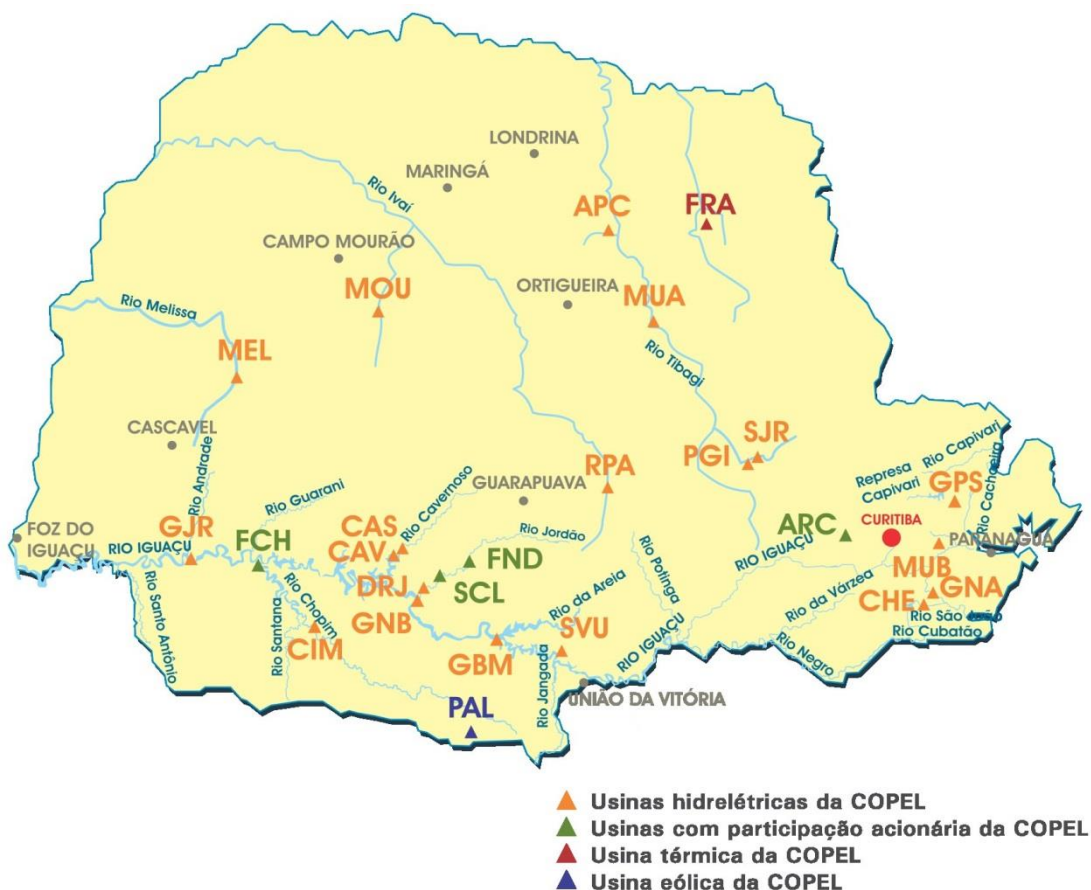 LONDRINA
MARINGÁ
Rio Ivaí
APC
FRA
CAMPO MOURÃO
MOU
ORTIGUEIRA
MUA
Rio Melissa
MEL
Rio Tibagi
CASCAVEL
Rio Andrade
SJR
PGI
RPA
Rio Capivari
Represa
Capivari
Rio Cachoeira
GPS
Rio Guarani
Rio Cavernoso
GUARAPUAVA
FOZ DO
IGUAÇU
GJR
RIO IGUAÇU
FCH
CAS
CAV
Rio Jordão
FND
ARC
CURITIBA
PARANAGUÁ
RIO IGUAÇU
MUB
GNA
CHE
DRJ
SCL
GNB
Rio Potinga
Rio da Areia
Rio da Várzea
Rio São
Rio Cubatão
Rio Santo Antônio
Rio Santana
Rio Chopim
CIM
GBM
SVU
RIO IGUAÇU
Rio Negro
Rio Jangada
UNIÃO DA VITÓRIA
PAL
Usinas hidrelétricas da COPEL
Usinas com participação acionária da COPEL
Usina térmica da COPEL
Usina eólica da COPEL